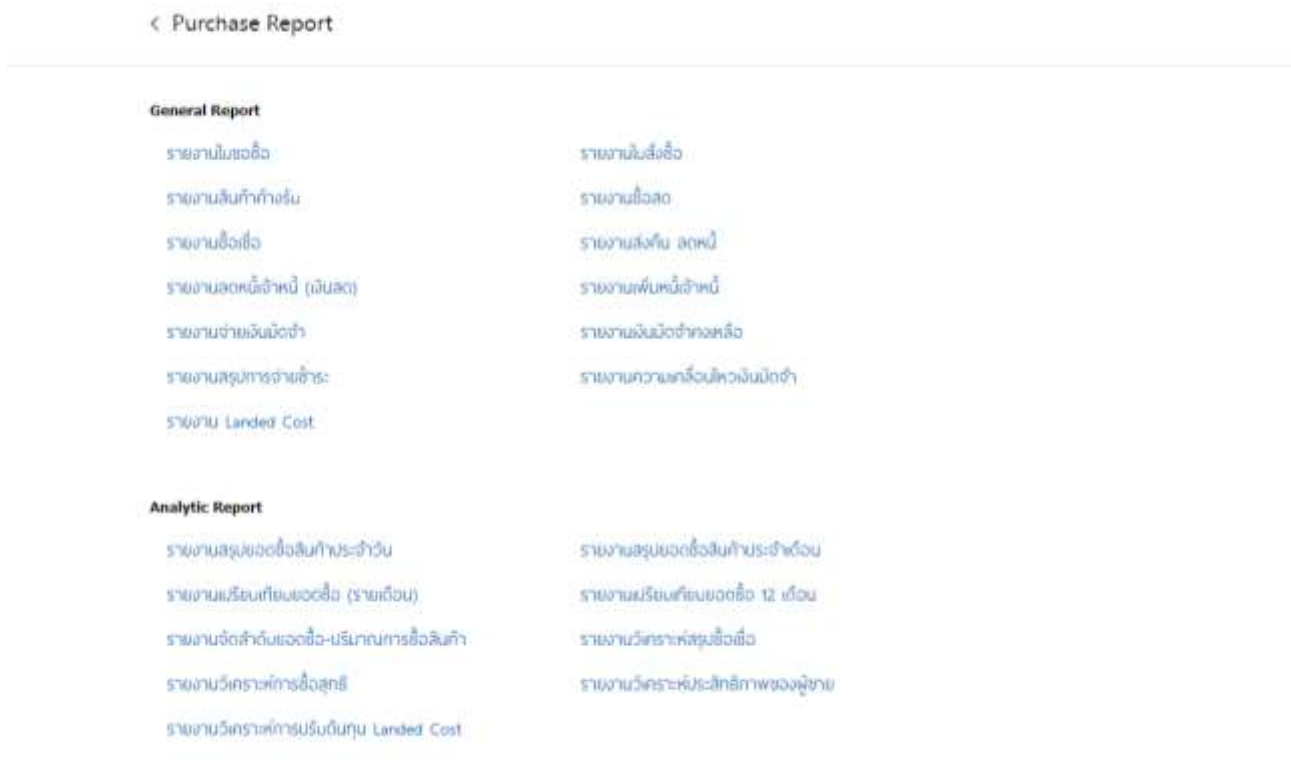 < Purchase Report
General Report
รายงานใบขอซื้อ
รายงานใบสั่งซื้อ
รายงานสินค้าค้างรับ
รายงานซื้อสด
รายงานซื้อเชื่อ
รายงานส่งคืน ลดหนี้
รายงานลดหนี้เจ้าหนี้ (เงินสด)
รายงานเพิ่มหนี้เจ้าหนี้
รายงานจ่ายเงินมัดจำ
รายงานเงินมัดจำคงเหลือ
รายงานสรุปการจ่ายชำระ
รายงานความเคลื่อนไหวเงินมัดจำ
รายงาน Landed Cost
Analytic Report
รายงานสรุปยอดซื้อสินค้าประจำวัน
รายงานสรุปยอดซื้อสินค้าประจำเดือน
รายงานเปรียบเทียบยอดซื้อ (รายเดือน)
รายงานเปรียบเทียบยอดซื้อ 12 เดือน
รายงานจัดลำดับยอดซื้อ-ปริมาณการซื้อสินค้า
รายงานวิเคราะห์สรุปซื้อเชื่อ
รายงานวิเคราะห์การซื้อสุทธิ
รายงานวิเคราะห์ประสิทธิภาพของผู้ขาย
รายงานวิเคราะห์การปรับต้นทุน Landed Cost